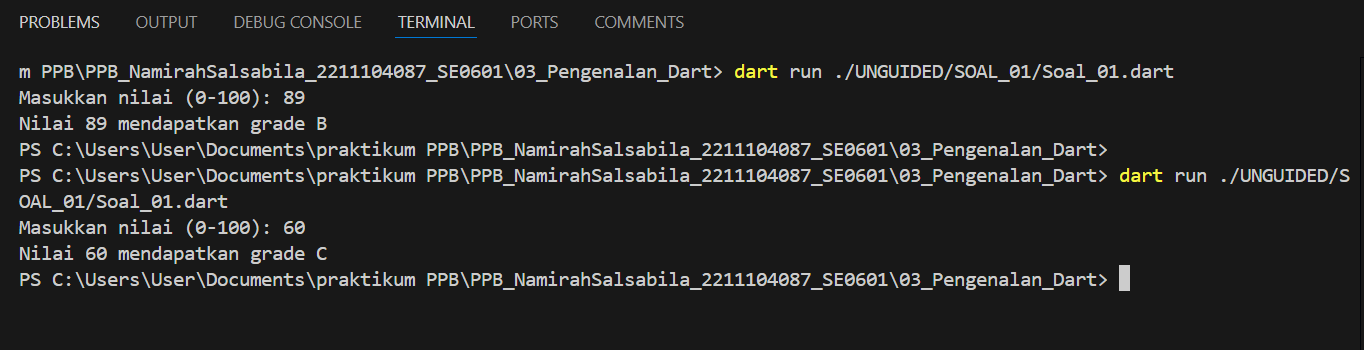 PROBLEMS OUTPUT DEBUG CONSOLE TERMINAL PORTS COMMENTS
m PPB\PPB_NamirahSalsabila_2211104087_SE0601\03_Pengenalan_Dart> dart run ./UNGUIDED/SOAL_01/Soal_01.dart
Masukkan nilai (0-100): 89
Nilai 89 mendapatkan grade B
PS C:\Users\User\Documents\praktikum PPB\PPB_NamirahSalsabila_2211104087_SE0601\03_Pengenalan_Dart>
PS C:\Users\User\Documents\praktikum PPB\PPB_NamirahSalsabila_2211104087_SE0601\03_Pengenalan_Dart> dart run ./UNGUIDED/S
OAL_01/Soal_01.dart
Masukkan nilai (0-100): 60
Nilai 60 mendapatkan grade C
PS C:\Users\User\Documents\praktikum PPB\PPB_NamirahSalsabila_2211104087_SE0601\03_Pengenalan_Dart>